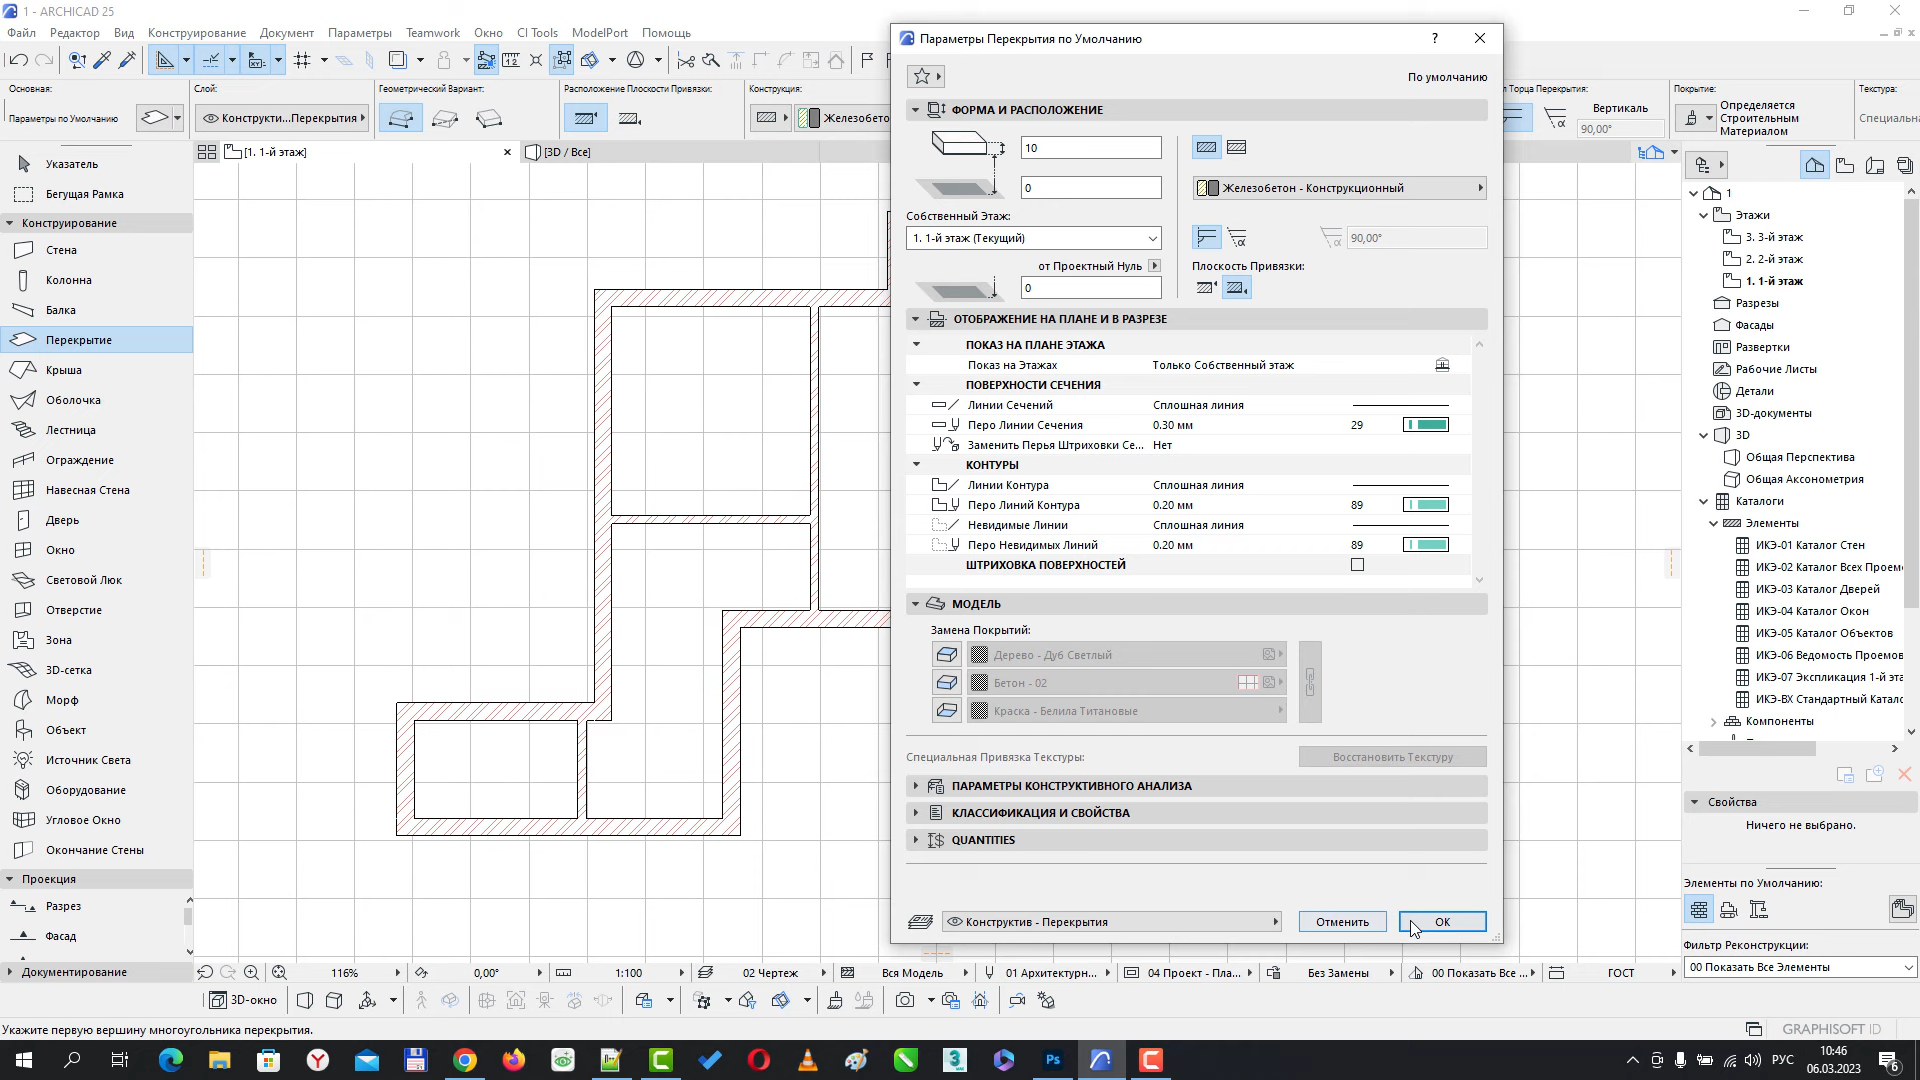 1 - ARCHICAD 25
Файл Редактор Вид Конструирование Документ Параметры Teamwork Окно CI Tools ModelPort Помощь
Основная:
Параметры по Умолчанию
Слой:
Конструкти...Перекрытия
Геометрический Вариант:
Расположение Плоскости Привязки:
Конструкция:
Железобето
Торца Перекрытия:
Вертикаль
90,00°
Покрытие:
Определяется
Строительным
Материалом
Текстура:
Специальн
[1. 1-й этаж]
[3D / Все]
Указатель
Бегущая Рамка
Конструирование
Стена
Колонна
Балка
Перекрытие
Крыша
Оболочка
Лестница
Ограждение
Навесная Стена
Дверь
Окно
Световой Люк
Отверстие
Зона
3D-сетка
Морф
Объект
Источник Света
Оборудование
Угловое Окно
Окончание Стены
Проекция
Разрез
Фасад
Документирование
Параметры Перекрытия по Умолчанию
?
По умолчанию
ФОРМА И РАСПОЛОЖЕНИЕ
10
0
Железобетон - Конструкционный
Собственный Этаж:
1. 1-й этаж (Текущий)
90,00°
от Проектный Нуль
Плоскость Привязки:
0
ОТОБРАЖЕНИЕ НА ПЛАНЕ И В РАЗРЕЗЕ
ПОКАЗ НА ПЛАНЕ ЭТАЖА
Показ на Этажах Только Собственный этаж
ПОВЕРХНОСТИ СЕЧЕНИЯ
Линии Сечений Сплошная линия
Перо Линии Сечения 0.30 мм 29
Заменить Перья Штриховки Се... Нет
КОНТУРЫ
Линии Контура Сплошная линия
Перо Линий Контура 0.20 мм 89
Невидимые Линии Сплошная линия
Перо Невидимых Линий 0.20 мм 89
ШТРИХОВКА ПОВЕРХНОСТЕЙ
МОДЕЛЬ
Замена Покрытий:
Дерево - Дуб Светлый
Бетон - 02
Краска - Белила Титановые
Специальная Привязка Текстуры:
Восстановить Текстуру
ПАРАМЕТРЫ КОНСТРУКТИВНОГО АНАЛИЗА
КЛАССИФИКАЦИЯ И СВОЙСТВА
QUANTITIES
Конструктив - Перекрытия
Отменить
ОК
1
Этажи
3. 3-й этаж
2. 2-й этаж
1. 1-й этаж
Разрезы
Фасады
Развертки
Рабочие Листы
Детали
3D-документы
3D
Общая Перспектива
Общая Аксонометрия
Каталоги
Элементы
ИКЭ-01 Каталог Стен
ИКЭ-02 Каталог Всех Проем
ИКЭ-03 Каталог Дверей
ИКЭ-04 Каталог Окон
ИКЭ-05 Каталог Объектов
ИКЭ-06 Ведомость Проемов
ИКЭ-07 Экспликация 1-й эта
ИКЭ-ВХ Стандартный Катало
Компоненты
Свойства
Ничего не выбрано.
Элементы по Умолчанию:
Фильтр Реконструкции:
00 Показать Все Элементы
116% 0,00° 1:100 02 Чертеж Вся Модель 01 Архитектурн... 04 Проект - Пла... Без Замены 00 Показать Все ... ГОСТ
3D-окно
Укажите первую вершину многоугольника перекрытия.
GRAPHISOFT ID
РУС
10:46
06.03.2023
6